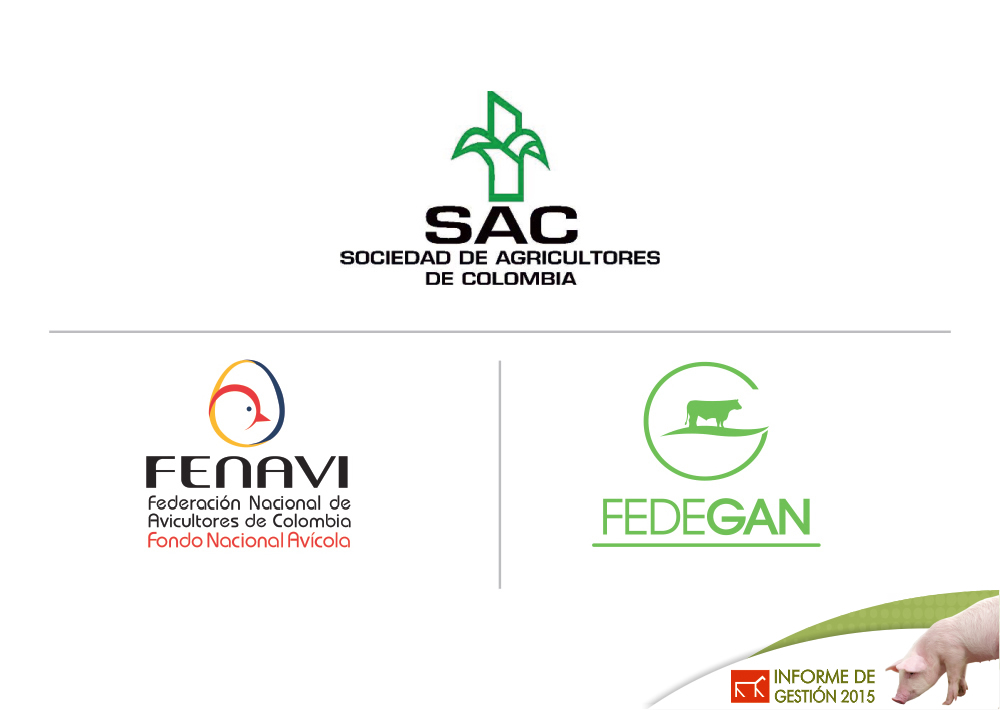 SAC
SOCIEDAD DE AGRICULTORES
DE COLOMBIA
FENAVI
Federación Nacional de
Avicultores de Colombia
Fondo Nacional Avícola
FEDEGAN
INFORME DE
GESTIÓN 2015